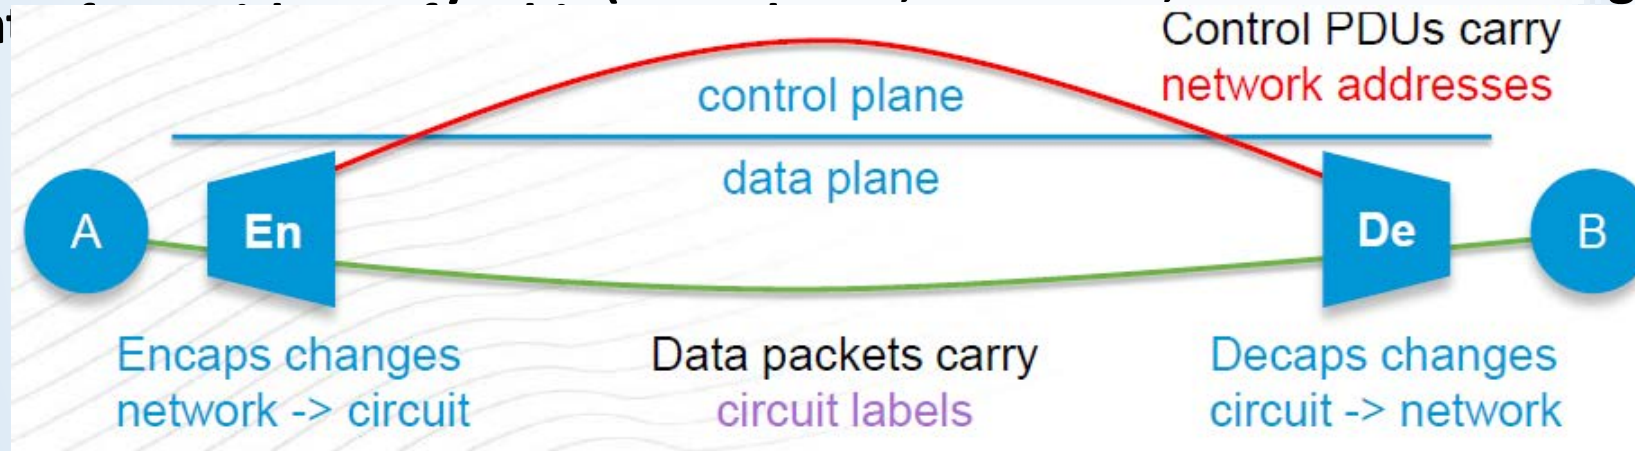 Control PDUs carry
network addresses
control plane
data plane
A
En
De
B
Encaps changes
network -> circuit
Data packets carry
circuit labels
Decaps changes
circuit -> network